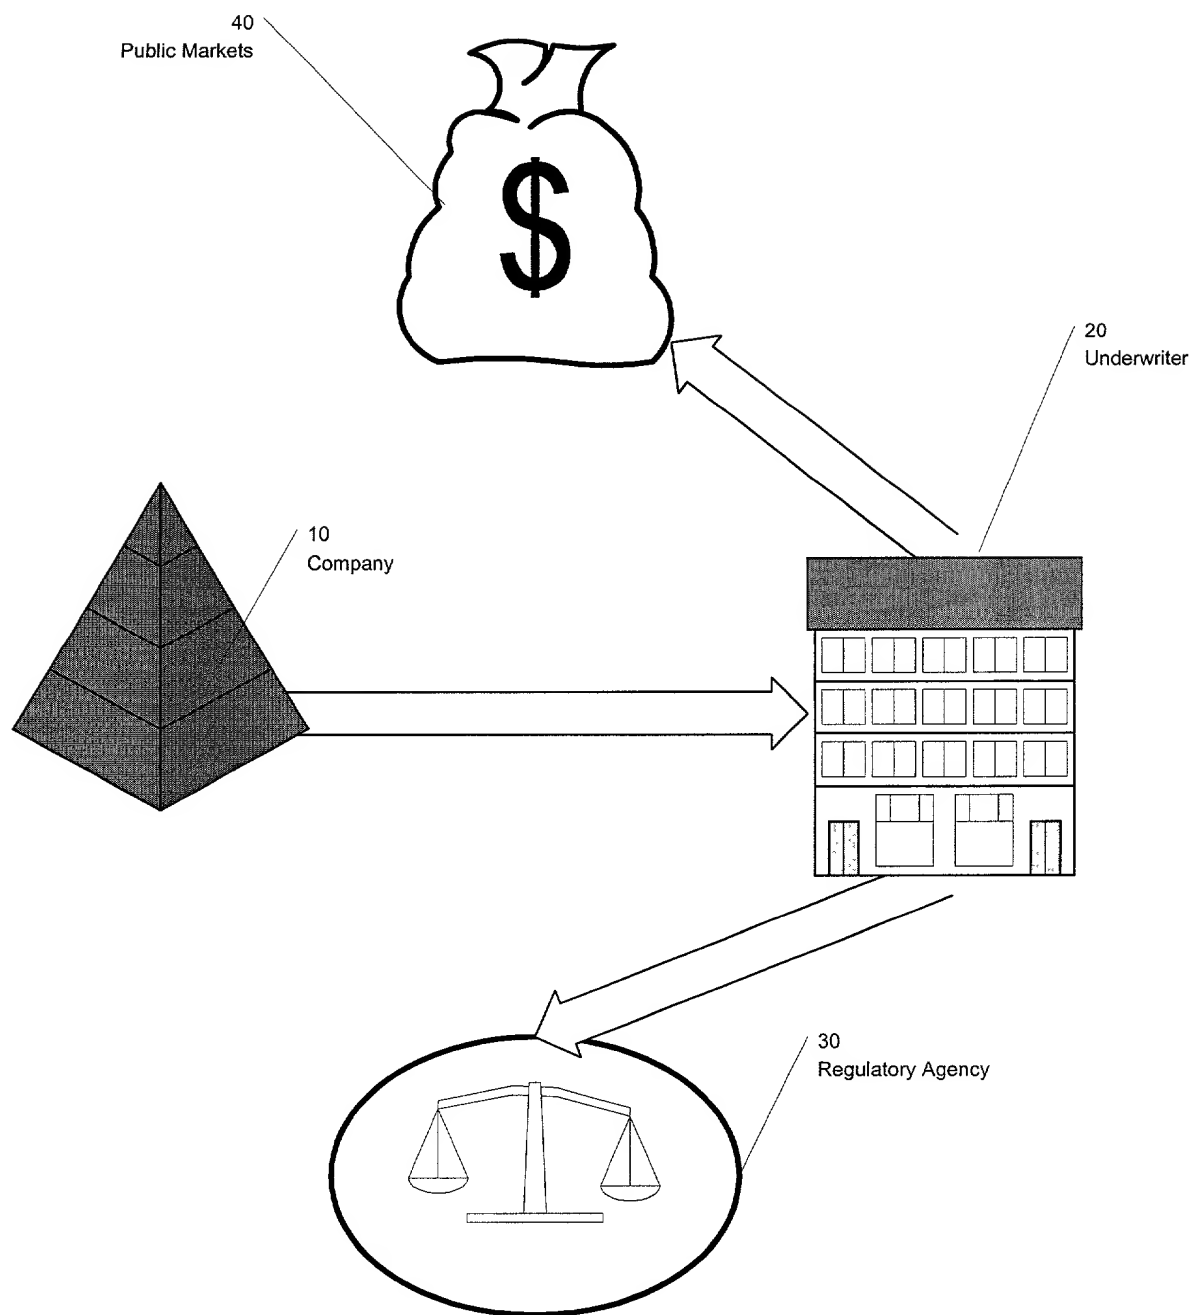 40
Public Markets
$
20
Underwriter
10
Company
30
Regulatory Agency